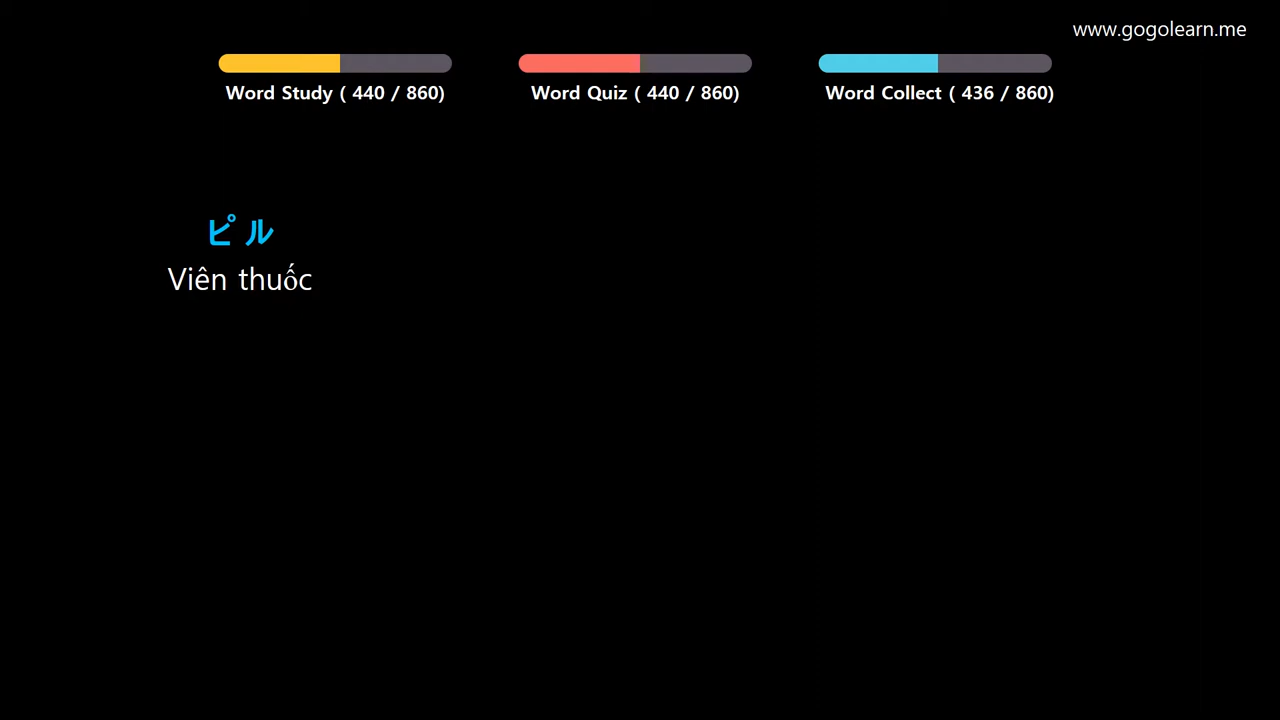 www.gogolearn.me
Word Study ( 440 / 860)
Word Quiz ( 440 / 860)
Word Collect ( 436 / 860)
ピル
Viên thuốc